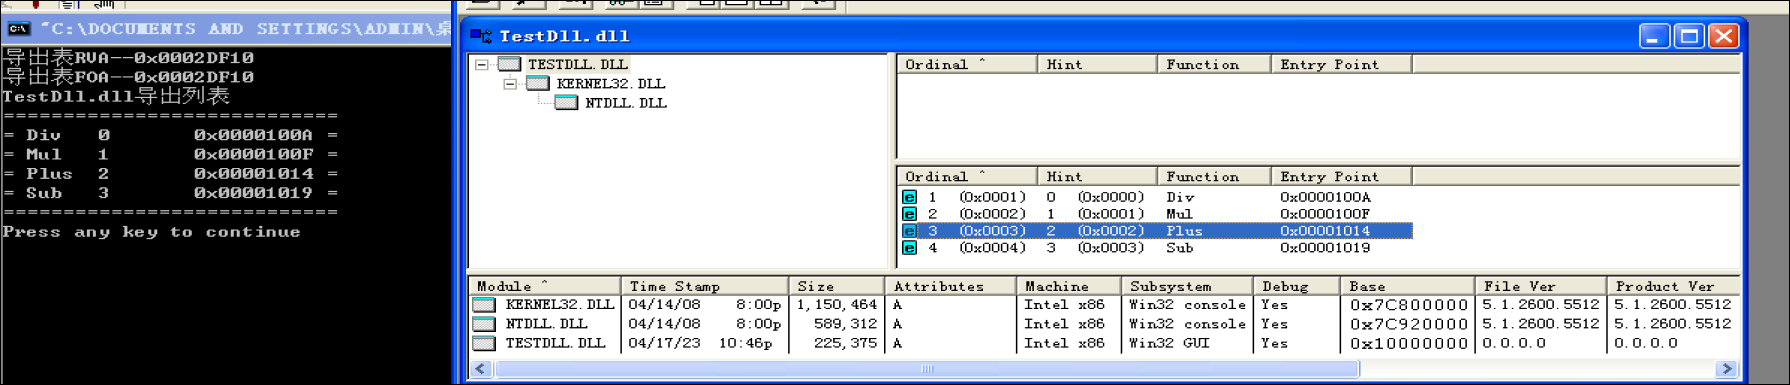 "C:\DOCUMENTS AND SETTINGS\ADMIN\桌
导出表RVA--0x0002DF10
导出表FOA--0x0002DF10
TestDll.dll导出列表
============================
= Div 0 0x0000100A =
= Mul 1 0x0000100F =
= Plus 2 0x00001014 =
= Sub 3 0x00001019 =
============================
Press any key to continue
TestDll.dll
TESTDLL.DLL
KERNEL32.DLL
NTDLL.DLL
Ordinal ^ Hint Function Entry Point
Ordinal ^ Hint Function Entry Point
1 (0x0001) 0 (0x0000) Div 0x0000100A
2 (0x0002) 1 (0x0001) Mul 0x0000100F
3 (0x0003) 2 (0x0002) Plus 0x00001014
4 (0x0004) 3 (0x0003) Sub 0x00001019
Module ^ Time Stamp Size Attributes Machine Subsystem Debug Base File Ver Product Ver
KERNEL32.DLL 04/14/08 8:00p 1,150,464 A Intel x86 Win32 console Yes 0x7C800000 5.1.2600.5512 5.1.2600.5512
NTDLL.DLL 04/14/08 8:00p 589,312 A Intel x86 Win32 console Yes 0x7C920000 5.1.2600.5512 5.1.2600.5512
TESTDLL.DLL 04/17/23 10:46p 225,375 A Intel x86 Win32 GUI Yes 0x10000000 0.0.0.0 0.0.0.0